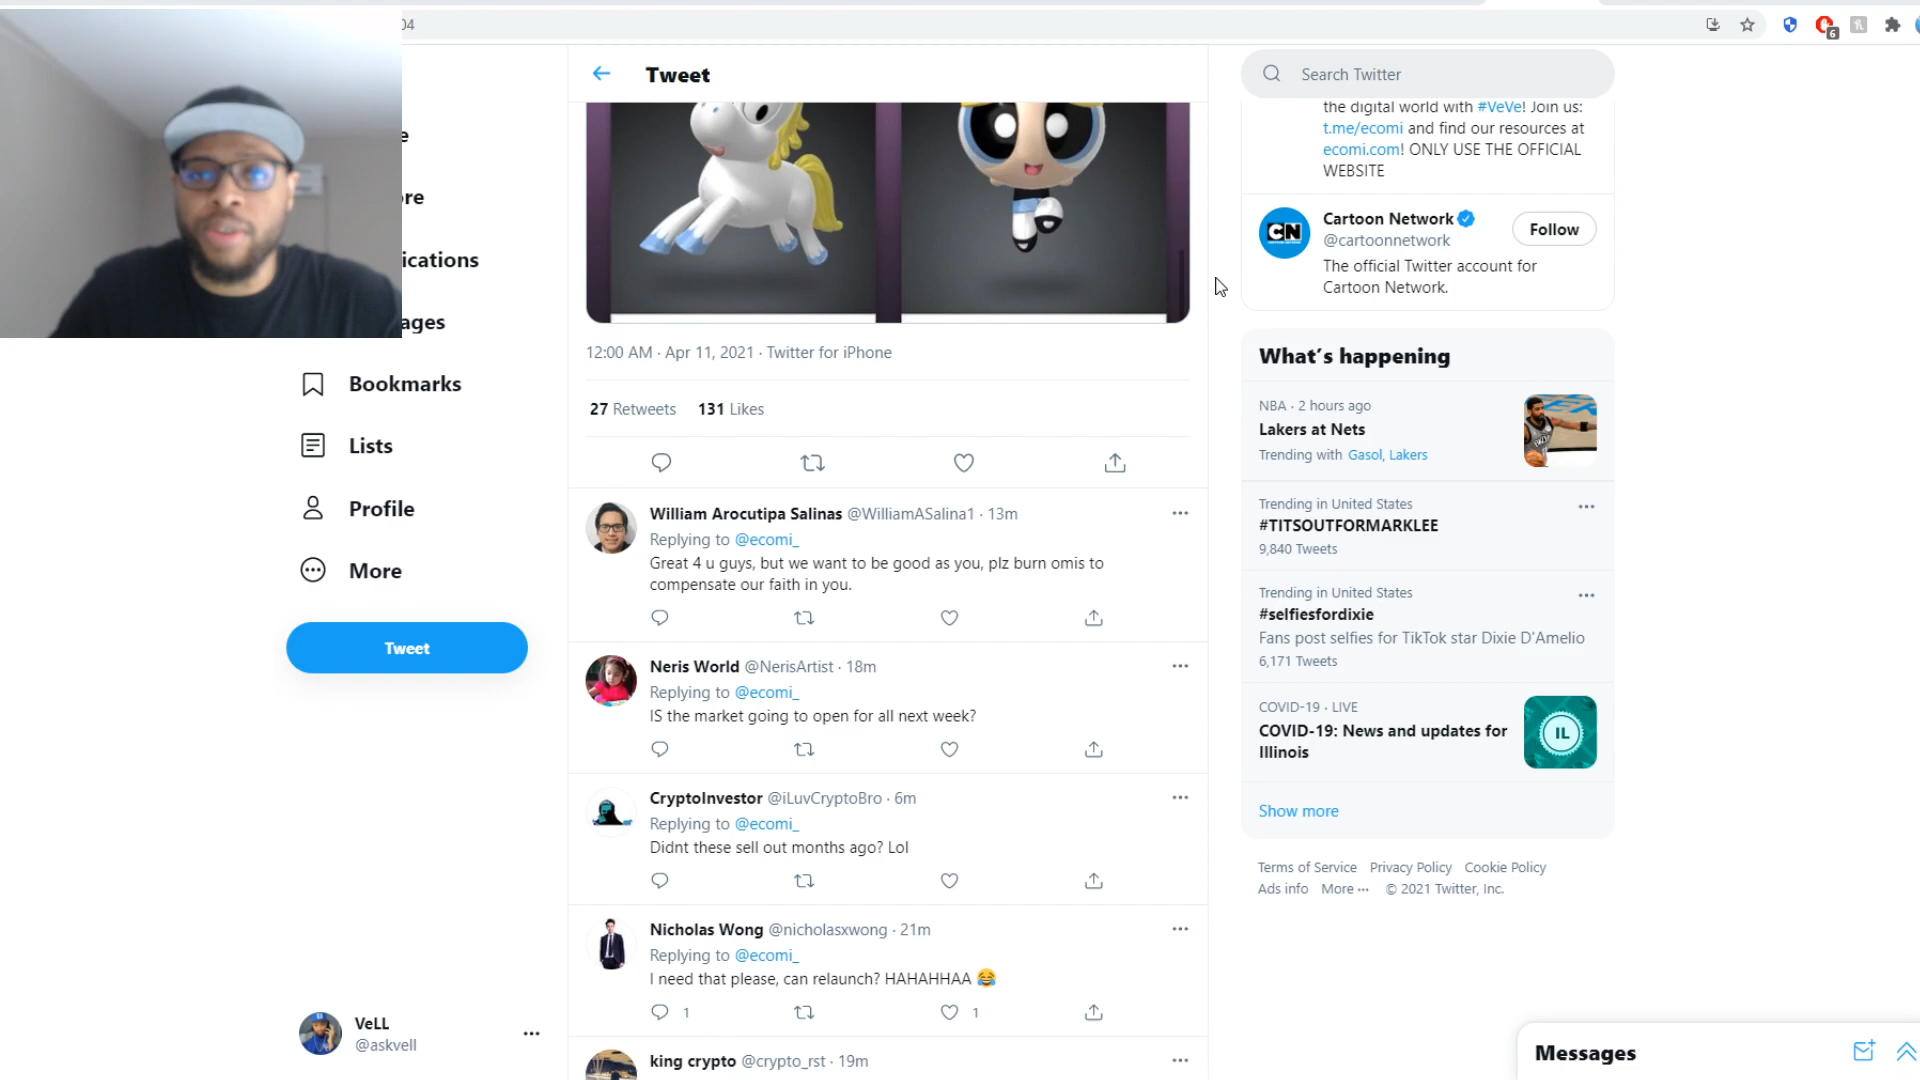 04
Tweet
Search Twitter
the digital world with #VeVe! Join us:
t.me/ecomi and find our resources at
ecomi.com! ONLY USE THE OFFICIAL
WEBSITE
CN
Cartoon Network
@cartoonnetwork
Follow
The official Twitter account for
Cartoon Network.
e
re
ications
ages
Bookmarks
Lists
Profile
More
Tweet
VeLL
@askvell
12:00 AM · Apr 11, 2021 · Twitter for iPhone
27 Retweets 131 Likes
William Arocutipa Salinas @WilliamASalina1 · 13m
Replying to @ecomi_
Great 4 u guys, but we want to be good as you, plz burn omis to
compensate our faith in you.
Neris World @NerisArtist · 18m
Replying to @ecomi_
IS the market going to open for all next week?
CryptoInvestor @iLuvCryptoBro · 6m
Replying to @ecomi_
Didnt these sell out months ago? Lol
Nicholas Wong @nicholasxwong · 21m
Replying to @ecomi_
I need that please, can relaunch? HAHAHHAA 😂
1 1
king crypto @crypto_rst · 19m
What's happening
NBA · 2 hours ago
Lakers at Nets
Trending with Gasol, Lakers
Trending in United States
#TITSOUTFORMARKLEE
9,840 Tweets
Trending in United States
#selfiesfordixie
Fans post selfies for TikTok star Dixie D'Amelio
6,171 Tweets
COVID-19 · LIVE
COVID-19: News and updates for
Illinois
IL
Show more
Terms of Service Privacy Policy Cookie Policy
Ads info More ··· © 2021 Twitter, Inc.
Messages
6